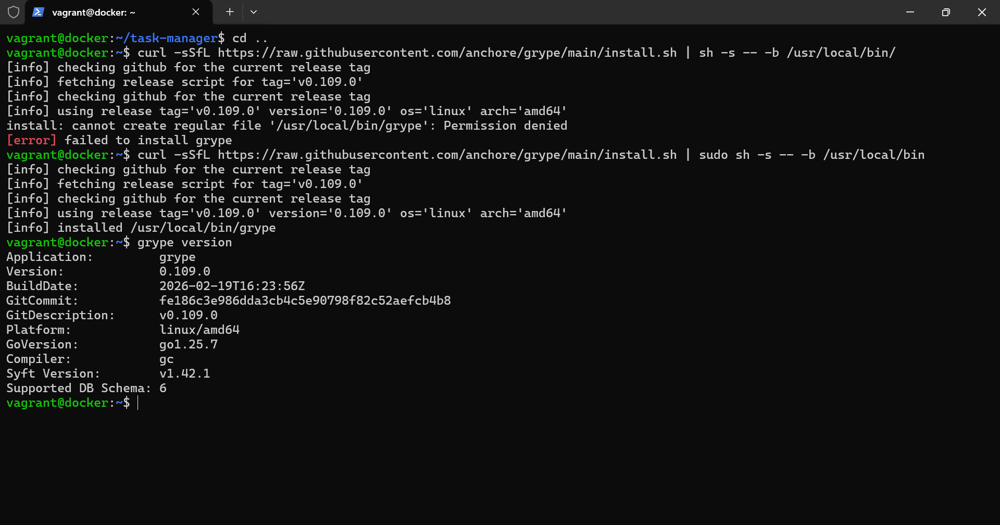 vagrant@docker: ~
vagrant@docker:~/task-manager$ cd ..
vagrant@docker:~$ curl -sSfL https://raw.githubusercontent.com/anchore/grype/main/install.sh | sh -s -- -b /usr/local/bin/
[info] checking github for the current release tag
[info] fetching release script for tag='v0.109.0'
[info] checking github for the current release tag
[info] using release tag='v0.109.0' version='0.109.0' os='linux' arch='amd64'
install: cannot create regular file '/usr/local/bin/grype': Permission denied
[error] failed to install grype
vagrant@docker:~$ curl -sSfL https://raw.githubusercontent.com/anchore/grype/main/install.sh | sudo sh -s -- -b /usr/local/bin
[info] checking github for the current release tag
[info] fetching release script for tag='v0.109.0'
[info] checking github for the current release tag
[info] using release tag='v0.109.0' version='0.109.0' os='linux' arch='amd64'
[info] installed /usr/local/bin/grype
vagrant@docker:~$ grype version
Application:         grype
Version:             0.109.0
BuildDate:           2026-02-19T16:23:56Z
GitCommit:           fe186c3e986dda3cb4c5e90798f82c52aefcb4b8
GitDescription:      v0.109.0
Platform:            linux/amd64
GoVersion:           go1.25.7
Compiler:            gc
Syft Version:        v1.42.1
Supported DB Schema: 6
vagrant@docker:~$